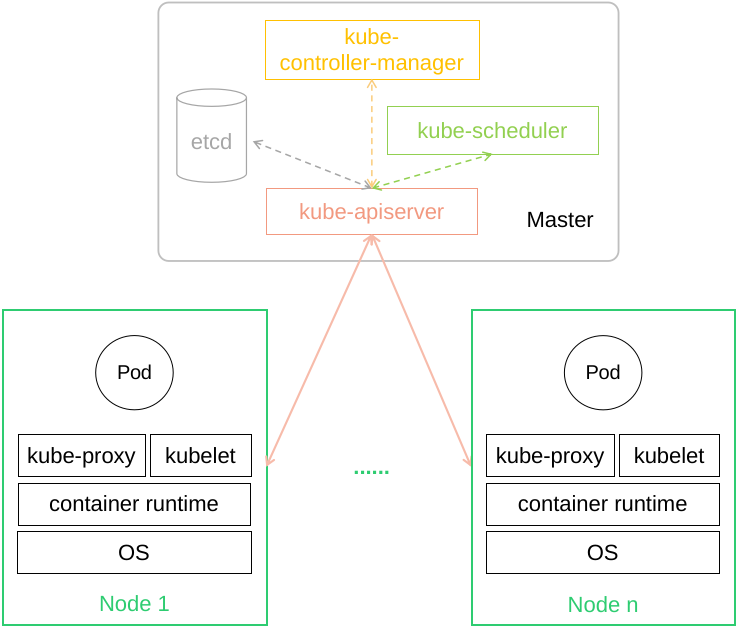 kube-
controller-manager
etcd
kube-scheduler
kube-apiserver
Master
Pod
kube-proxy
kubelet
container runtime
OS
Node 1
......
Pod
kube-proxy
kubelet
container runtime
OS
Node n